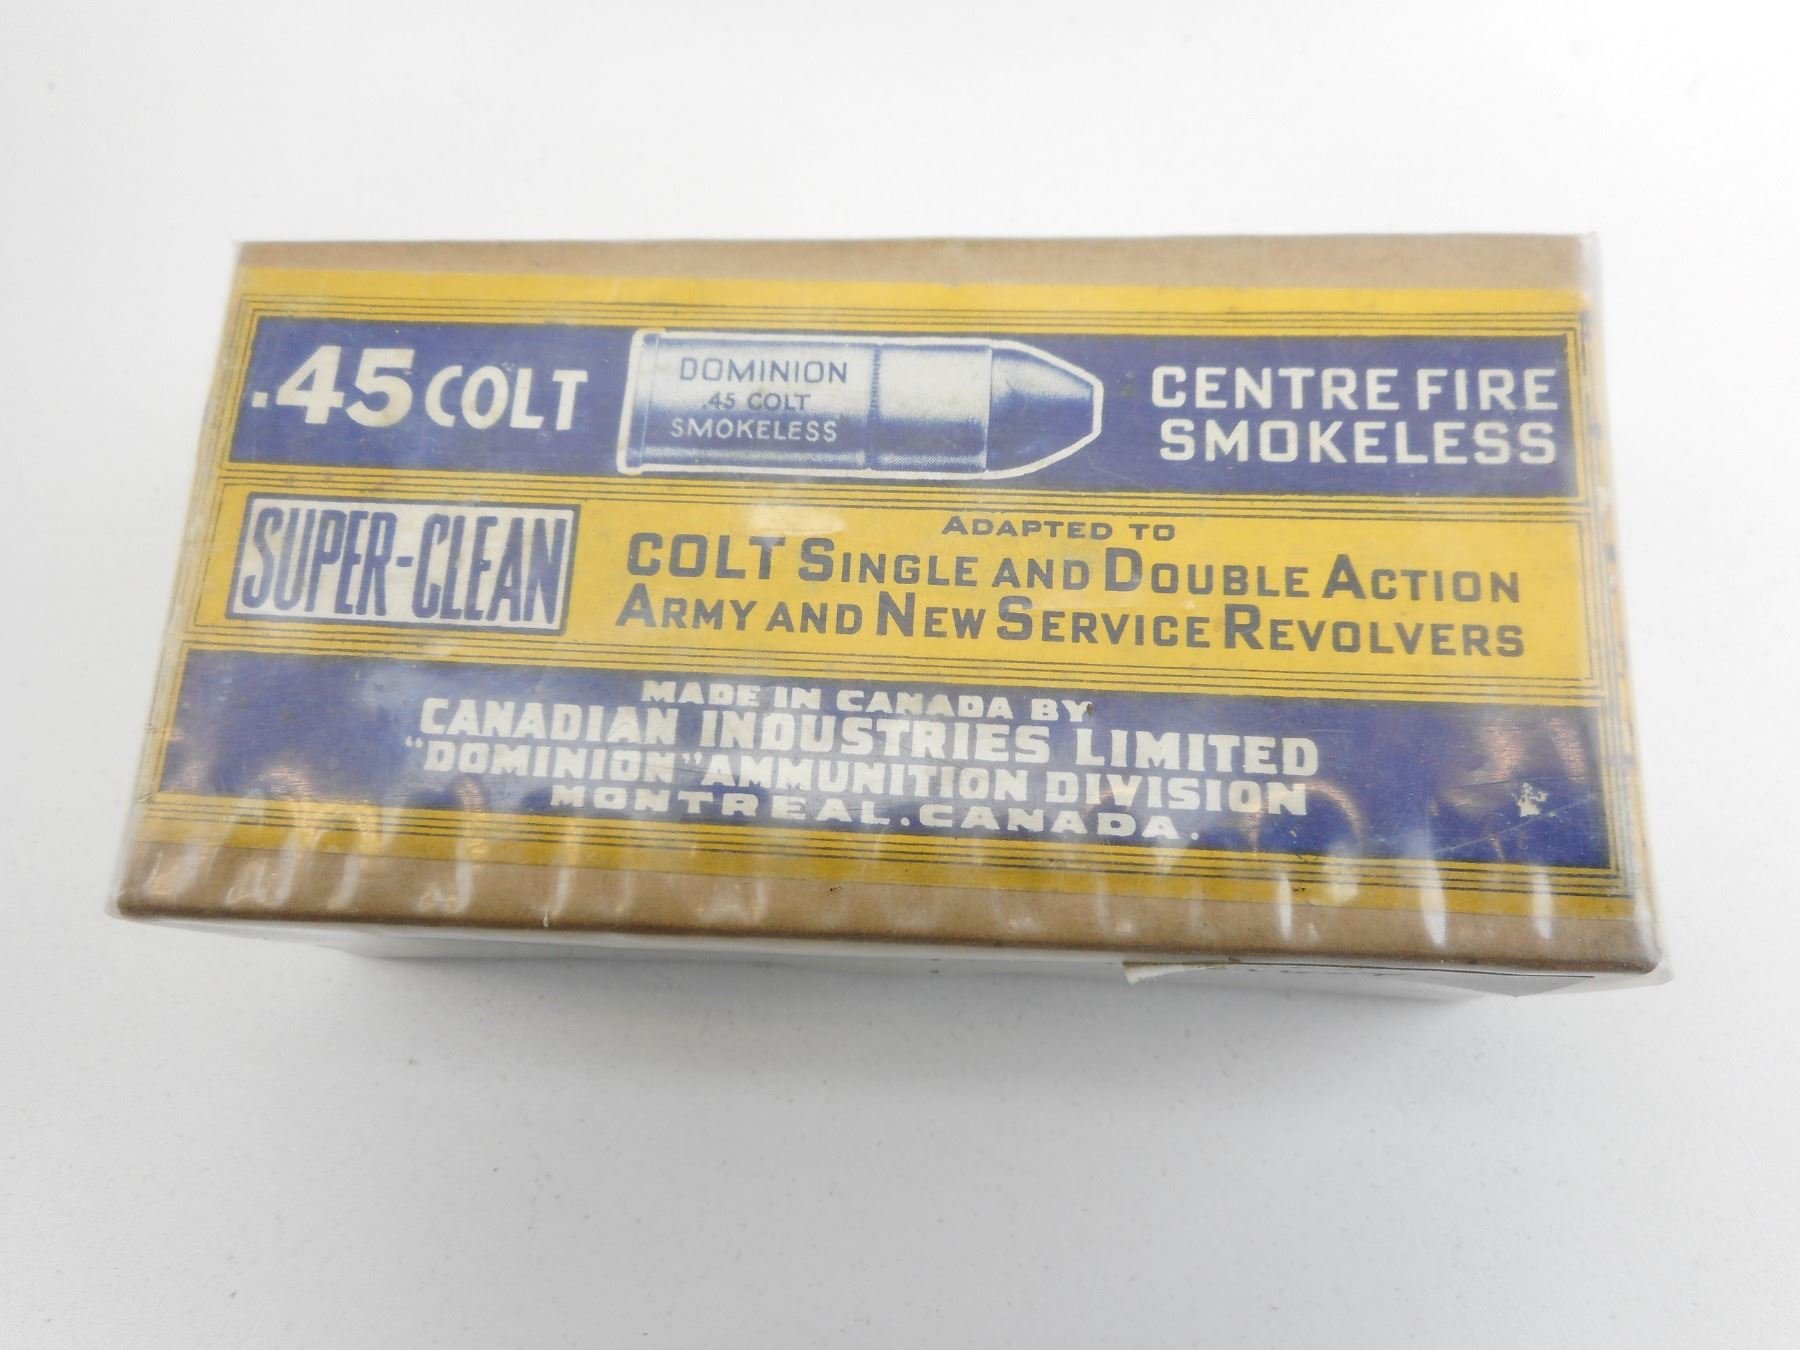 .45 COLT
DOMINION
.45 COLT
SMOKELESS
CENTRE FIRE
SMOKELESS
SUPER-CLEAN
ADAPTED TO
COLT SINGLE AND DOUBLE ACTION
ARMY AND NEW SERVICE REVOLVERS
MADE IN CANADA BY
CANADIAN INDUSTRIES LIMITED
"DOMINION" AMMUNITION DIVISION
MONTREAL.CANADA.